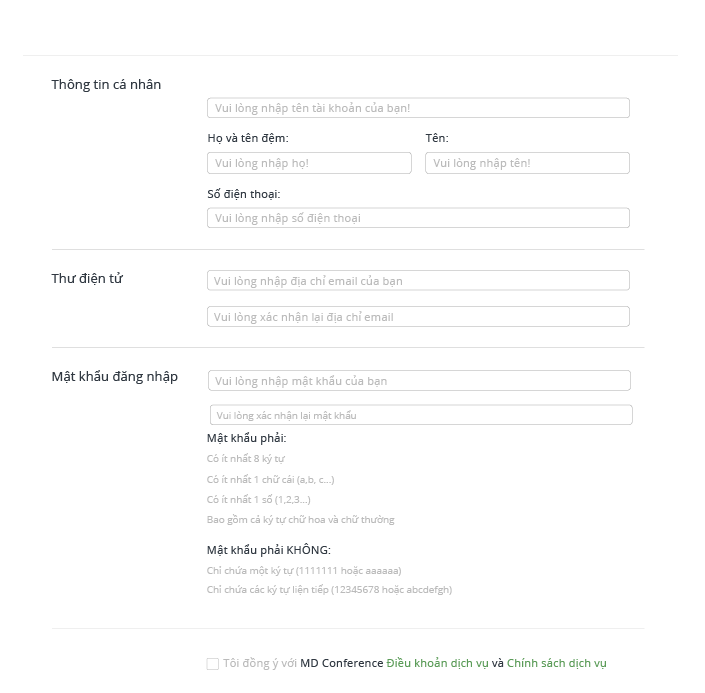 Thông tin cá nhân
Vui lòng nhập tên tài khoản của bạn!
Họ và tên đệm: Tên:
Vui lòng nhập họ! Vui lòng nhập tên!
Số điện thoại:
Vui lòng nhập số điện thoại
Thư điện tử
Vui lòng nhập địa chỉ email của bạn
Vui lòng xác nhận lại địa chỉ email
Mật khẩu đăng nhập
Vui lòng nhập mật khẩu của bạn
Vui lòng xác nhận lại mật khẩu
Mật khẩu phải:
Có ít nhất 8 ký tự
Có ít nhất 1 chữ cái (a,b, c...)
Có ít nhất 1 số (1,2,3...)
Bao gồm cả ký tự chữ hoa và chữ thường
Mật khẩu phải KHÔNG:
Chỉ chứa một ký tự (1111111 hoặc aaaaaa)
Chỉ chứa các ký tự liện tiếp (12345678 hoặc abcdefgh)
Tôi đồng ý với MD Conference Điều khoản dịch vụ và Chính sách dịch vụ